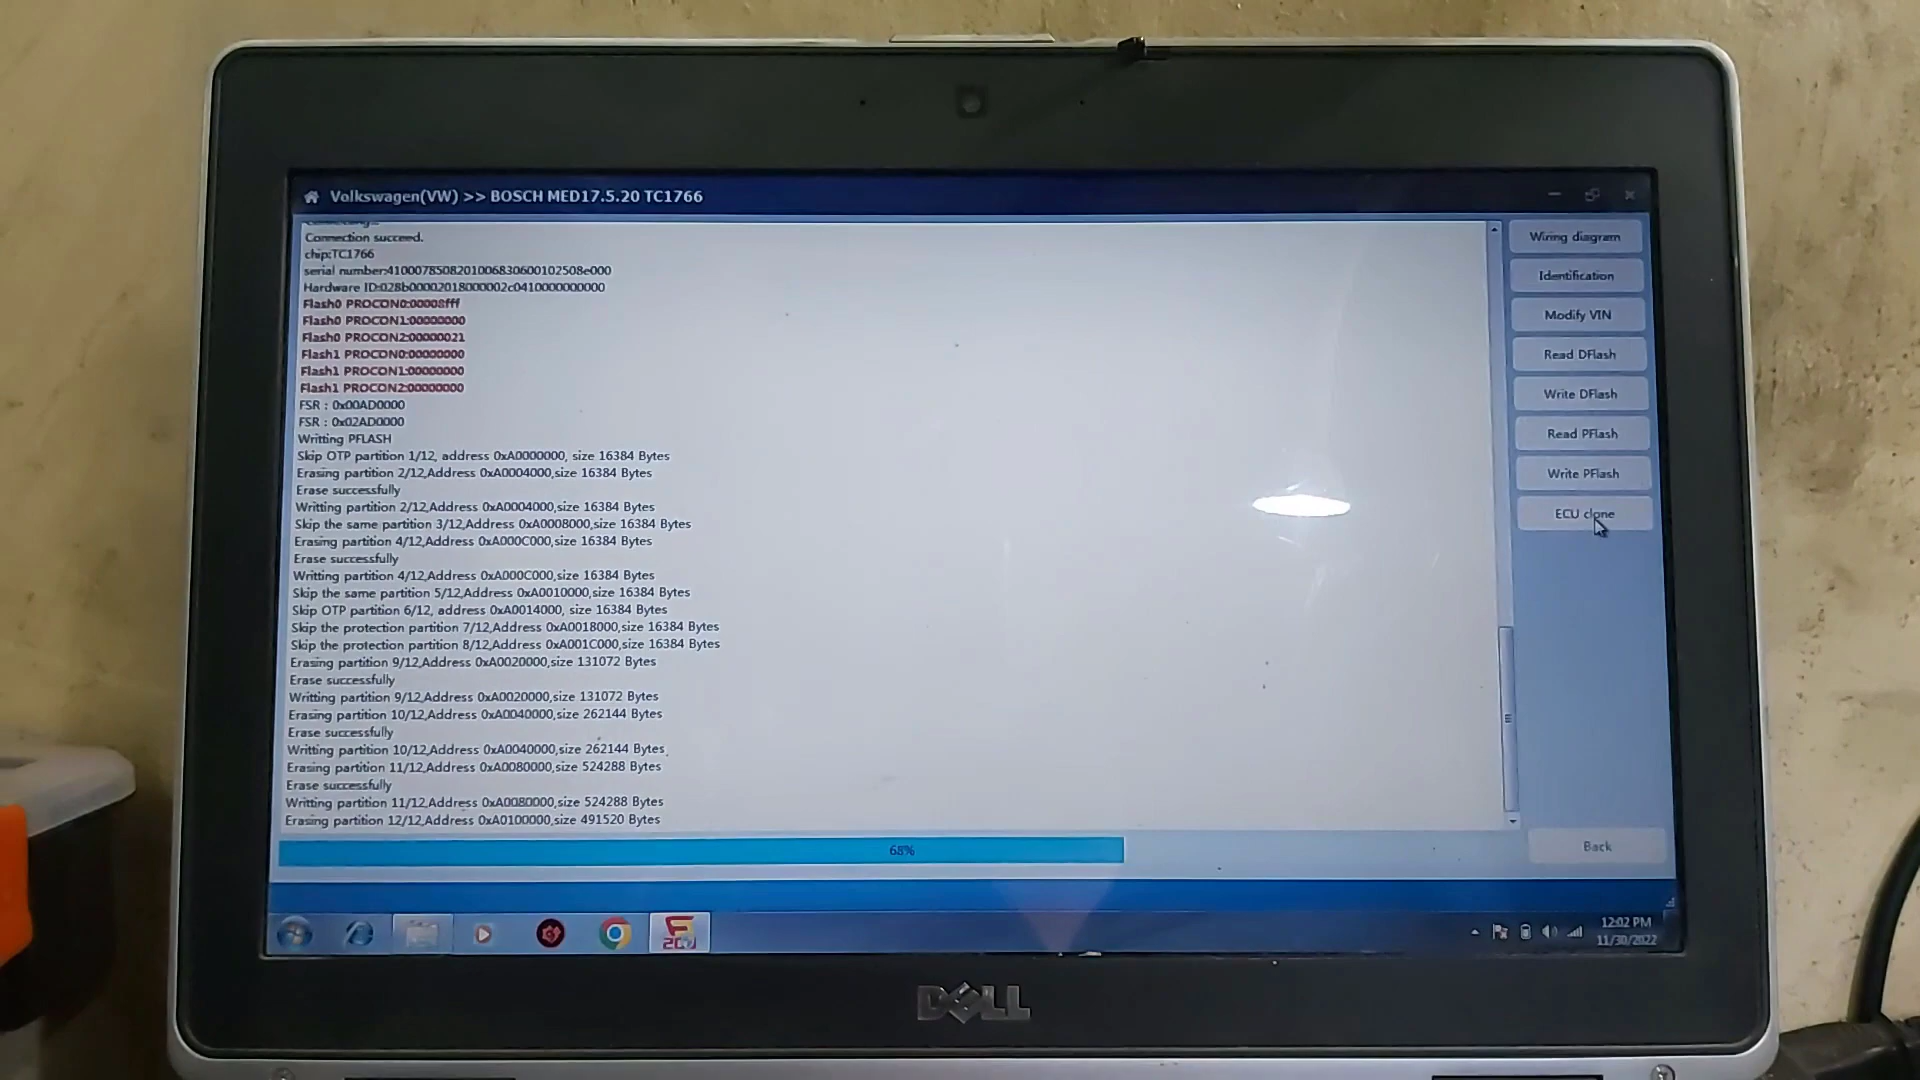 Volkswagen(VW) >> BOSCH MED17.5.20 TC1766
Connection succeed.
chip:TC1766
serial number:41000785082010068306001025​08e000
Hardware ID:028b00002018000002c0410000000000
Flash0 PROCON0:00008fff
Flash0 PROCON1:00000000
Flash0 PROCON2:00000021
Flash1 PROCON0:00000000
Flash1 PROCON1:00000000
Flash1 PROCON2:00000000
FSR : 0x00AD0000
FSR : 0x02AD0000
Writting PFLASH
Skip OTP partition 1/12, address 0xA0000000, size 16384 Bytes
Erasing partition 2/12,Address 0xA0004000,size 16384 Bytes
Erase successfully
Writting partition 2/12,Address 0xA0004000,size 16384 Bytes
Skip the same partition 3/12,Address 0xA0008000,size 16384 Bytes
Erasing partition 4/12,Address 0xA000C000,size 16384 Bytes
Erase successfully
Writting partition 4/12,Address 0xA000C000,size 16384 Bytes
Skip the same partition 5/12,Address 0xA0010000,size 16384 Bytes
Skip OTP partition 6/12, address 0xA0014000, size 16384 Bytes
Skip the protection partition 7/12,Address 0xA0018000,size 16384 Bytes
Skip the protection partition 8/12,Address 0xA001C000,size 16384 Bytes
Erasing partition 9/12,Address 0xA0020000,size 131072 Bytes
Erase successfully
Writting partition 9/12,Address 0xA0020000,size 131072 Bytes
Erasing partition 10/12,Address 0xA0040000,size 262144 Bytes
Erase successfully
Writting partition 10/12,Address 0xA0040000,size 262144 Bytes
Erasing partition 11/12,Address 0xA0080000,size 524288 Bytes
Erase successfully
Writting partition 11/12,Address 0xA0080000,size 524288 Bytes
Erasing partition 12/12,Address 0xA0100000,size 491520 Bytes
68%
Wiring diagram
Identification
Modify VIN
Read DFlash
Write DFlash
Read PFlash
Write PFlash
ECU clone
Back
12:02 PM
11/30/2022
DELL